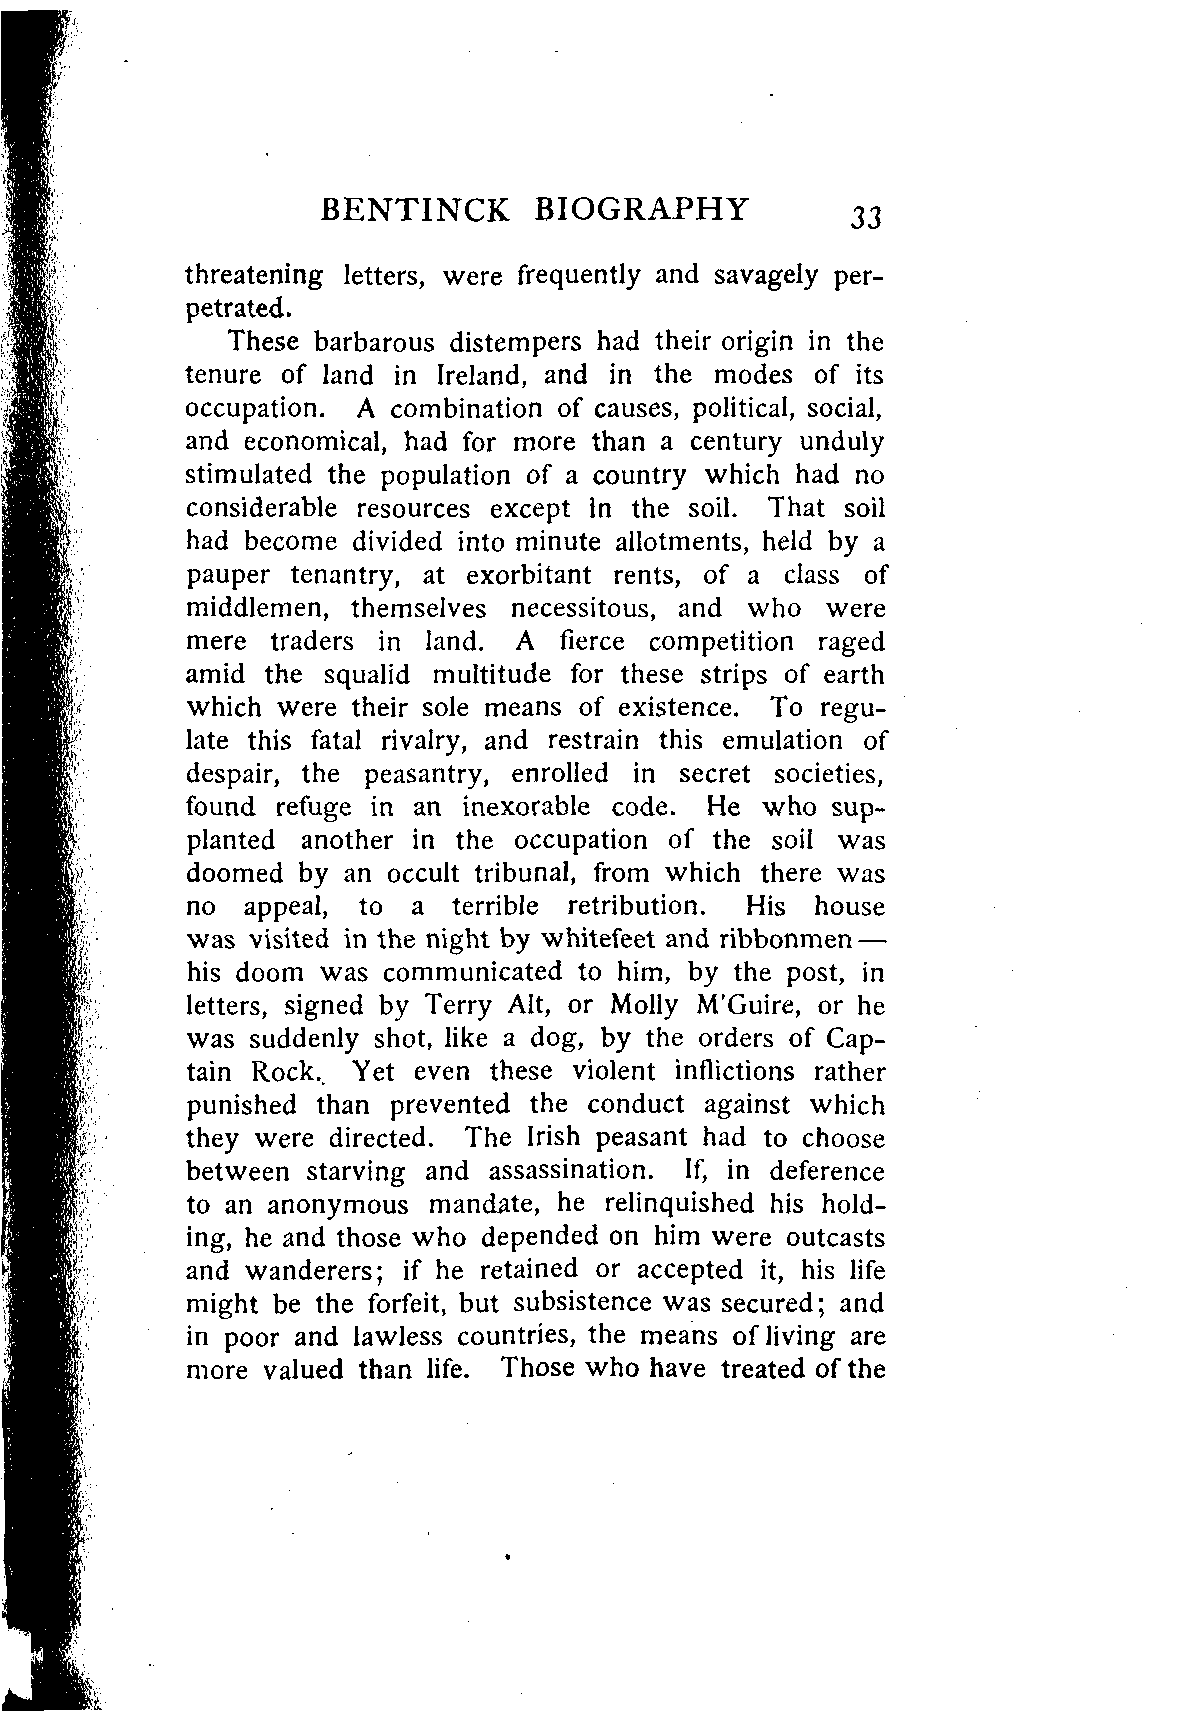 BENTINCK BIOGRAPHY 33
threatening letters, were frequently and savagely per-
petrated.
These barbarous distempers had their origin in the
tenure of land in Ireland, and in the modes of its
occupation. A combination of causes, political, social,
and economical, had for more than a century unduly
stimulated the population of a country which had no
considerable resources except in the soil. That soil
had become divided into minute allotments, held by a
pauper tenantry, at exorbitant rents, of a class of
middlemen, themselves necessitous, and who were
mere traders in land. A fierce competition raged
amid the squalid multitude for these strips of earth
which were their sole means of existence. To regu-
late this fatal rivalry, and restrain this emulation of
despair, the peasantry, enrolled in secret societies,
found refuge in an inexorable code. He who sup-
planted another in the occupation of the soil was
doomed by an occult tribunal, from which there was
no appeal, to a terrible retribution. His house
was visited in the night by whitefeet and ribbonmen—
his doom was communicated to him, by the post, in
letters, signed by Terry Alt, or Molly M'Guire, or he
was suddenly shot, like a dog, by the orders of Cap-
tain Rock. Yet even these violent inflictions rather
punished than prevented the conduct against which
they were directed. The Irish peasant had to choose
between starving and assassination. If, in deference
to an anonymous mandate, he relinquished his hold-
ing, he and those who depended on him were outcasts
and wanderers; if he retained or accepted it, his life
might be the forfeit, but subsistence was secured; and
in poor and lawless countries, the means of living are
more valued than life. Those who have treated of the